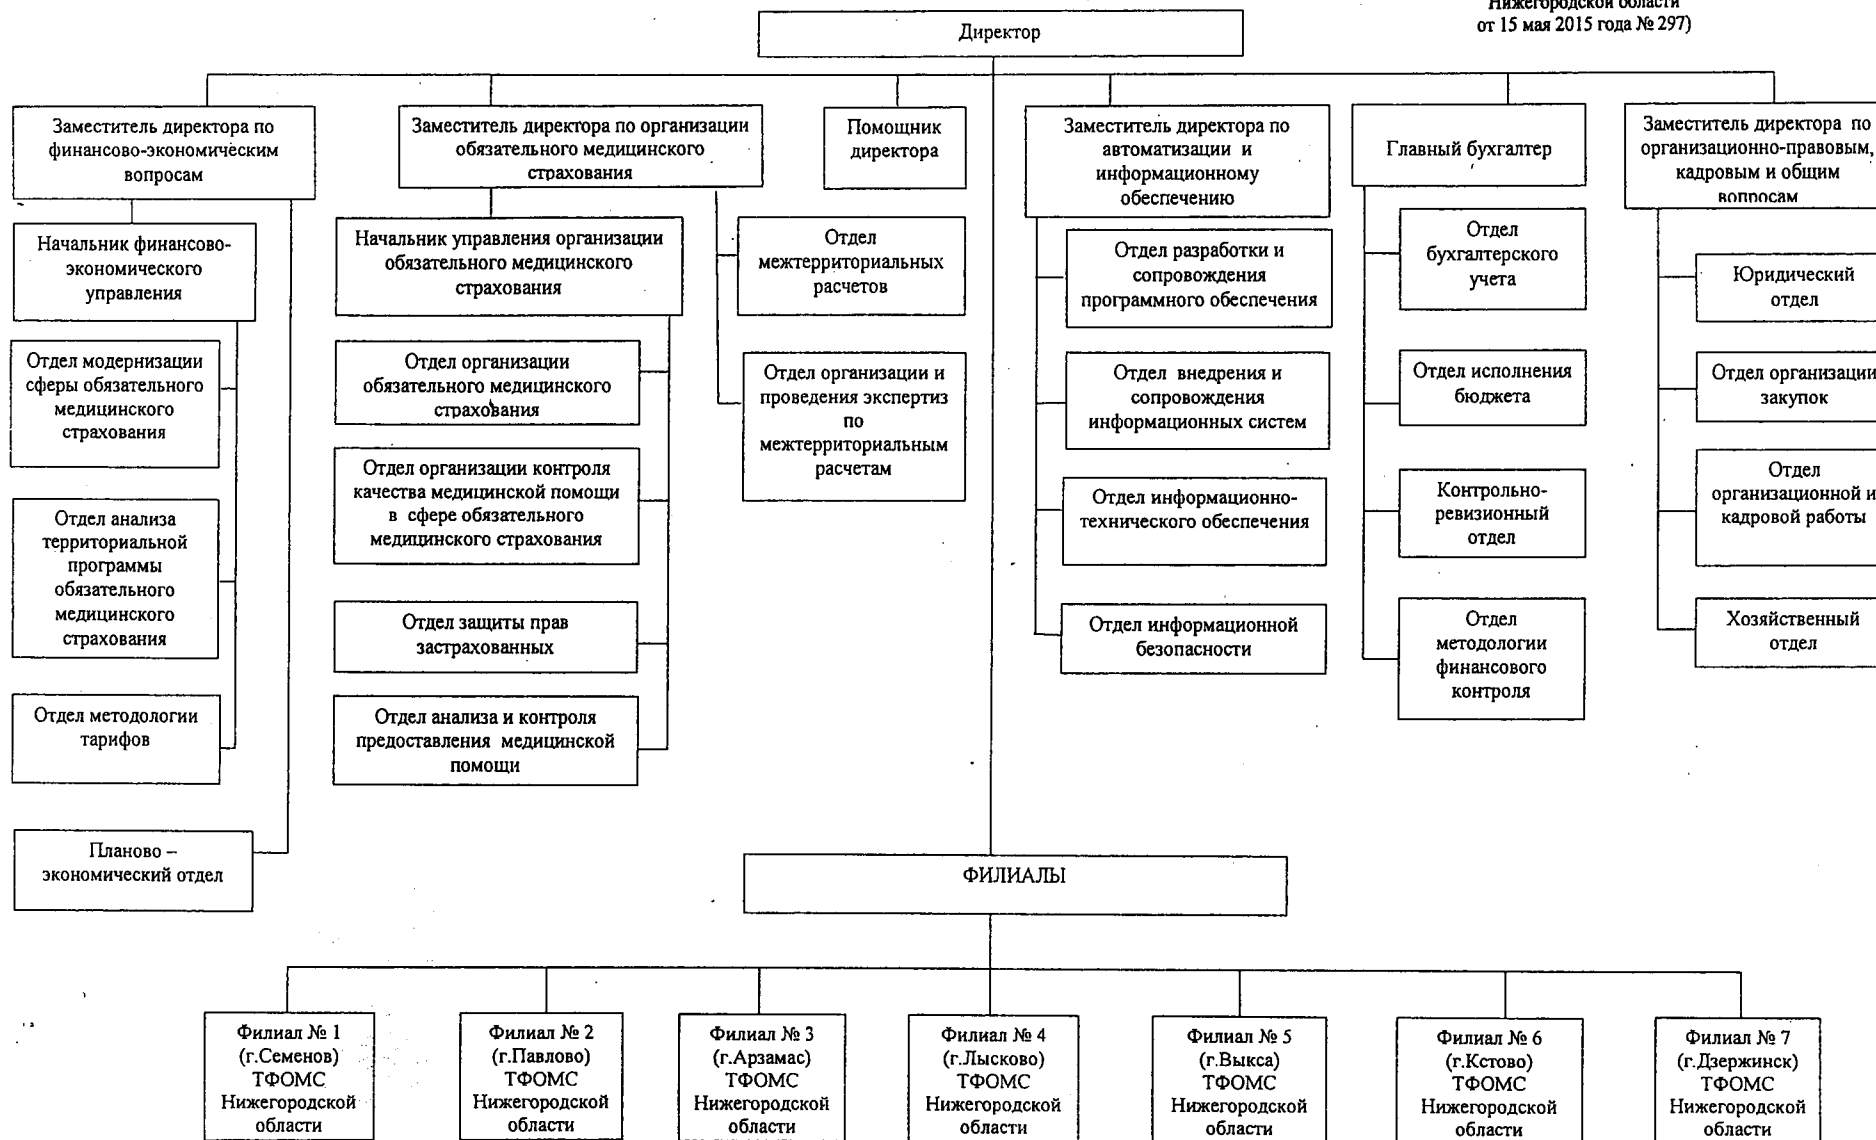 Нижегородской области
от 15 мая 2015 года № 297)
Директор
Заместитель директора по
финансово-экономическим
вопросам
Заместитель директора по организации
обязательного медицинского
страхования
Помощник
директора
Заместитель директора по
автоматизации и
информационному
обеспечению
Главный бухгалтер
Заместитель директора по
организационно-правовым,
кадровым и общим
вопросам
Начальник финансово-
экономического
управления
Отдел модернизации
сферы обязательного
медицинского
страхования
Отдел анализа
территориальной
программы
обязательного
медицинского
страхования
Отдел методологии
тарифов
Планово –
экономический отдел
Начальник управления организации
обязательного медицинского
страхования
Отдел организации
обязательного медицинского
страхования
Отдел организации контроля
качества медицинской помощи
в сфере обязательного
медицинского страхования
Отдел защиты прав
застрахованных
Отдел анализа и контроля
предоставления медицинской
помощи
Отдел
межтерриториальных
расчетов
Отдел организации и
проведения экспертиз
по
межтерриториальным
расчетам
Отдел разработки и
сопровождения
программного обеспечения
Отдел внедрения и
сопровождения
информационных систем
Отдел информационно-
технического обеспечения
Отдел информационной
безопасности
Отдел
бухгалтерского
учета
Отдел исполнения
бюджета
Контрольно-
ревизионный
отдел
Отдел
методологии
финансового
контроля
Юридический
отдел
Отдел организации
закупок
Отдел
организационной и
кадровой работы
Хозяйственный
отдел
ФИЛИАЛЫ
Филиал № 1
(г.Семенов)
ТФОМС
Нижегородской
области
Филиал № 2
(г.Павлово)
ТФОМС
Нижегородской
области
Филиал № 3
(г.Арзамас)
ТФОМС
Нижегородской
области
Филиал № 4
(г.Лысково)
ТФОМС
Нижегородской
области
Филиал № 5
(г.Выкса)
ТФОМС
Нижегородской
области
Филиал № 6
(г.Кстово)
ТФОМС
Нижегородской
области
Филиал № 7
(г.Дзержинск)
ТФОМС
Нижегородской
области